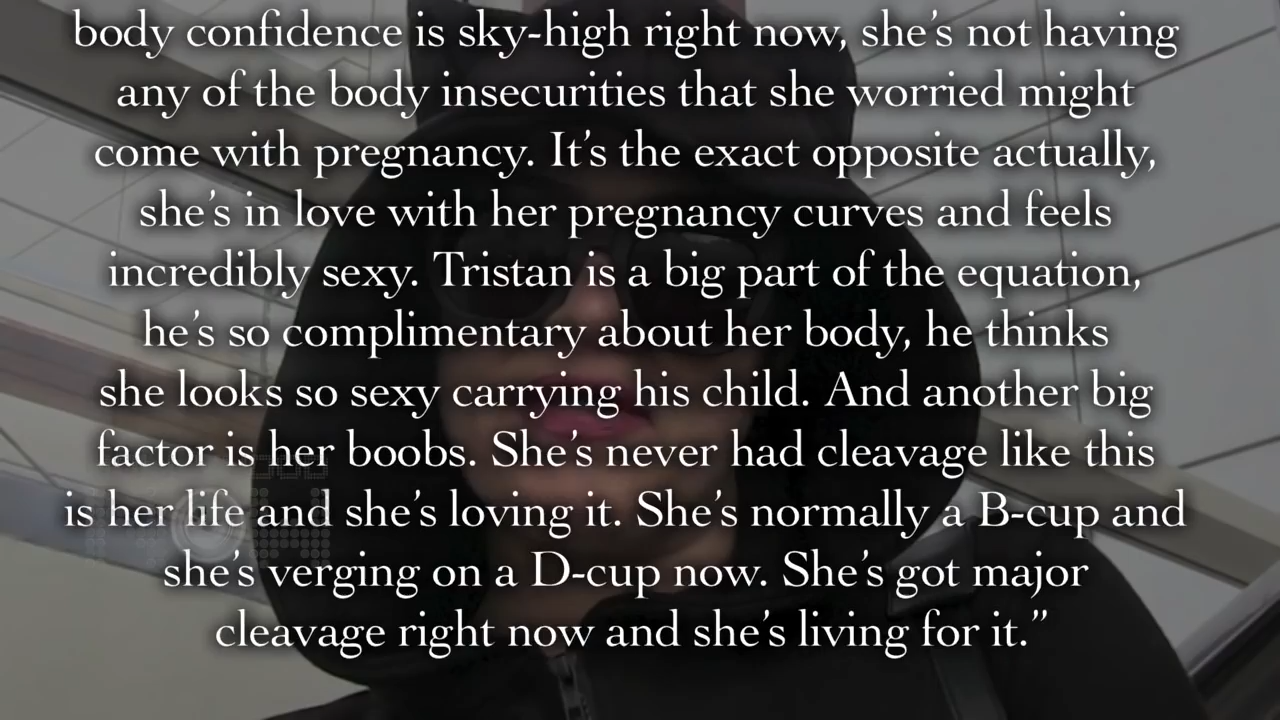 body confidence is sky-high right now, she’s not having
any of the body insecurities that she worried might
come with pregnancy. It’s the exact opposite actually,
she’s in love with her pregnancy curves and feels
incredibly sexy. Tristan is a big part of the equation,
he’s so complimentary about her body, he thinks
she looks so sexy carrying his child. And another big
factor is her boobs. She’s never had cleavage like this
is her life and she’s loving it. She’s normally a B-cup and
she’s verging on a D-cup now. She’s got major
cleavage right now and she’s living for it.”